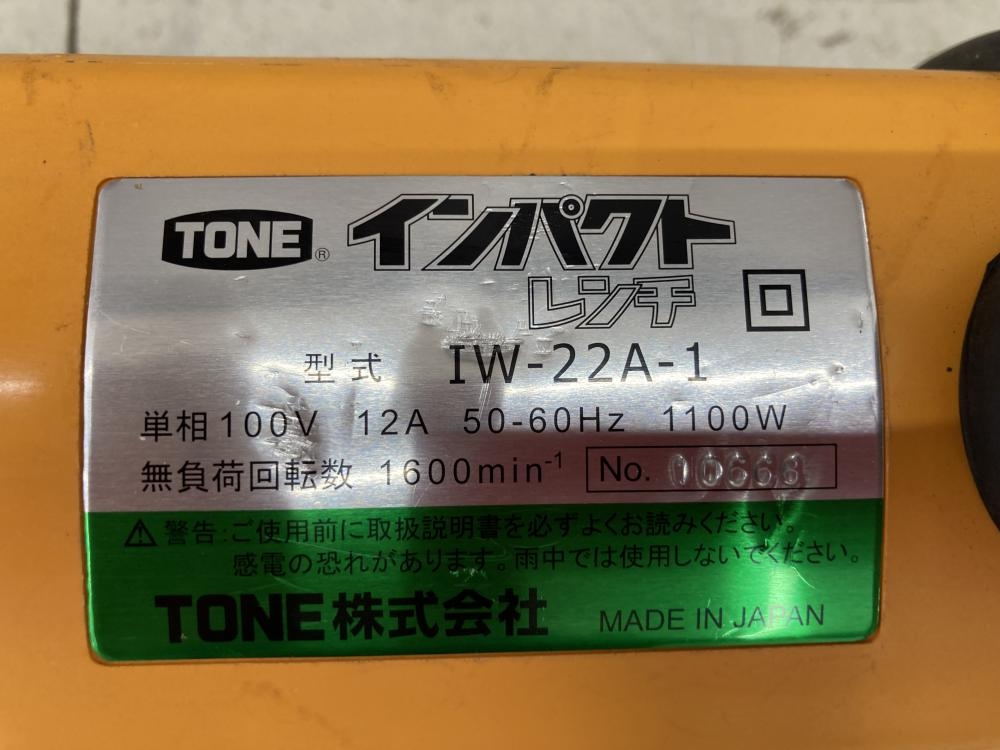 TONE® インパクト
レンチ
型式 IW-22A-1
単相100V 12A 50-60Hz 1100W
無負荷回転数 1600min⁻¹ No. 10668
⚠警告:ご使用前に取扱説明書を必ずよくお読みください。
感電の恐れがあります。雨中では使用しないでください。
TONE株式会社 MADE IN JAPAN